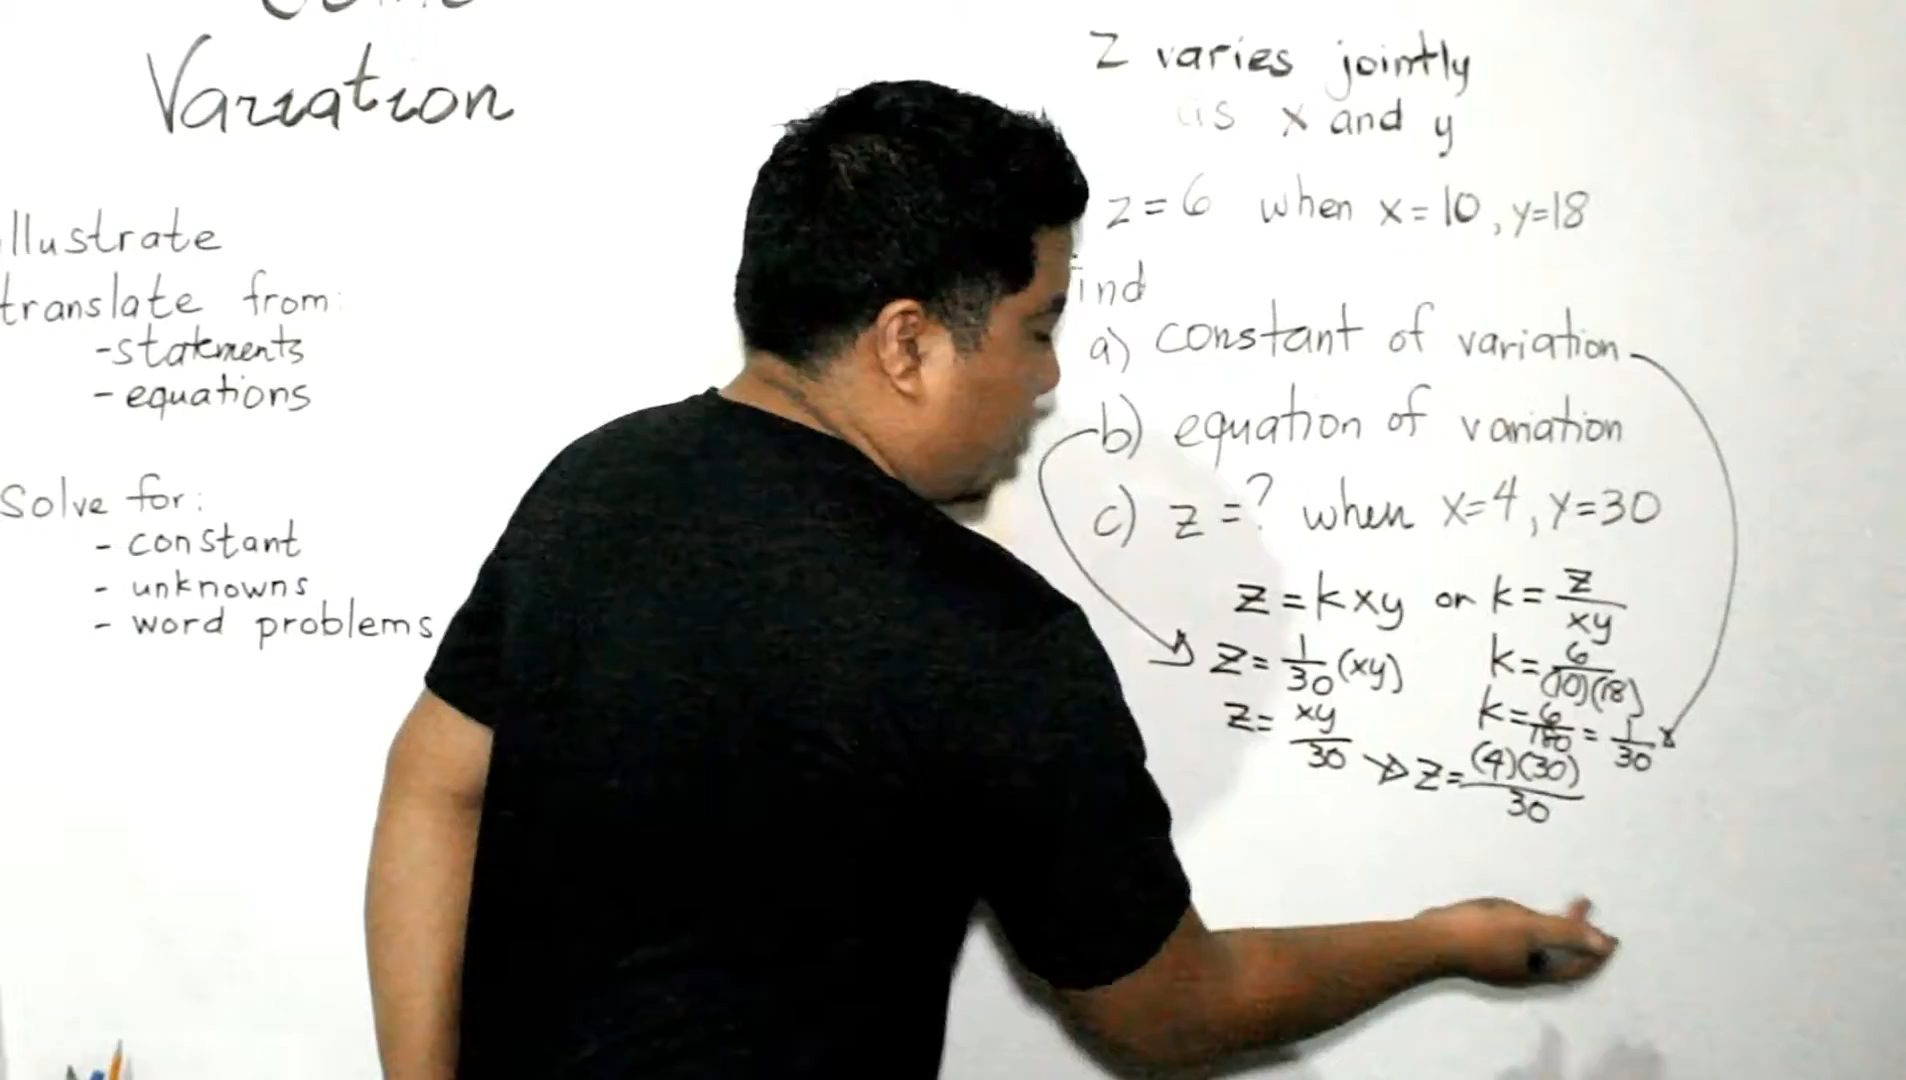 Variation
illustrate
translate from:
- statements
- equations
Solve for:
- constant
- unknowns
- word problems
Z varies jointly
as x and y
z = 6 when x = 10, y = 18
ind
a) constant of variation
b) equation of variation
c) z = ? when x = 4, y = 30
z = kxy or k = z/xy
z = 1/30 (xy)
k = 6/(10)(18)
z = xy/30
k = 6/180 = 1/30
z = (4)(30)/30